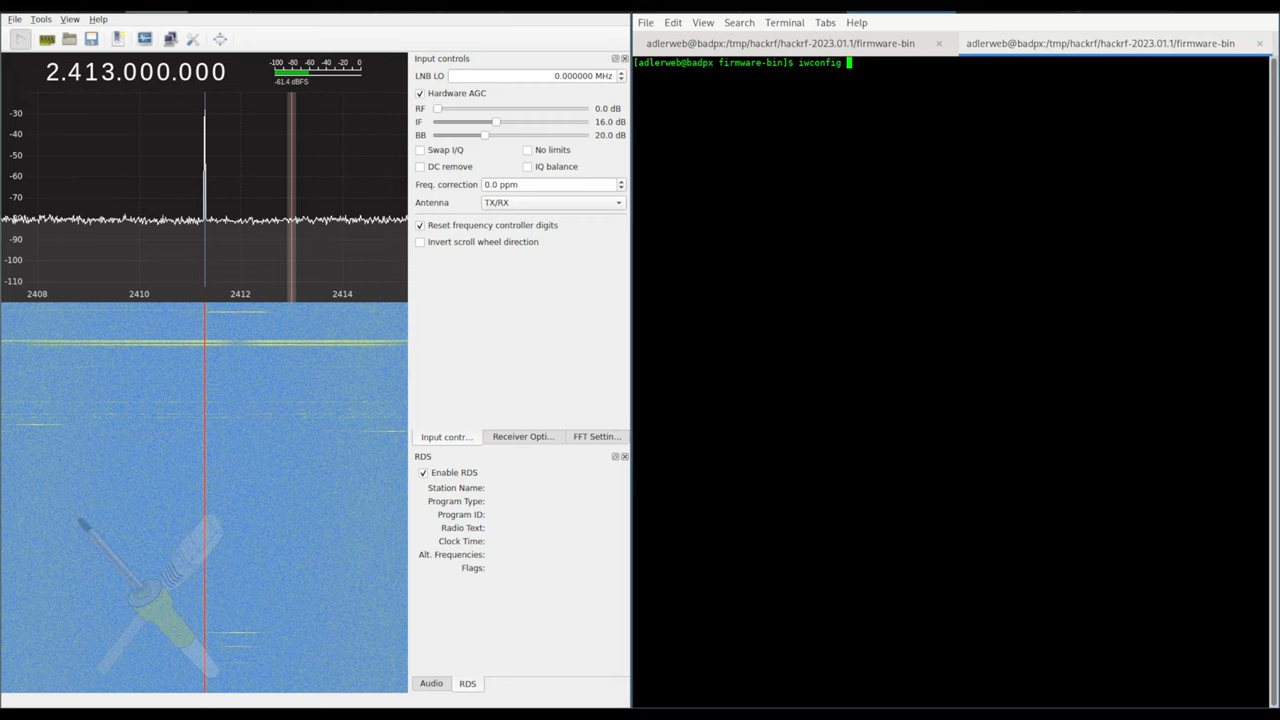 File Tools View Help
2.413.000.000
-100 -80 -60 -40 -20 0
-61.4 dBFS
-30
-40
-50
-60
-70
-80
-90
-100
-110
2408 2410 2412 2414
Input controls
LNB LO 0.000000 MHz
Hardware AGC
RF 0.0 dB
IF 16.0 dB
BB 20.0 dB
Swap I/Q No limits
DC remove IQ balance
Freq. correction 0.0 ppm
Antenna TX/RX
Reset frequency controller digits
Invert scroll wheel direction
Input contr... Receiver Opti... FFT Settin...
RDS
Enable RDS
Station Name:
Program Type:
Program ID:
Radio Text:
Clock Time:
Alt. Frequencies:
Flags:
Audio RDS
File Edit View Search Terminal Tabs Help
adlerweb@badpx:/tmp/hackrf/hackrf-2023.01.1/firmware-bin × adlerweb@badpx:/tmp/hackrf/hackrf-2023.01.1/firmware-bin ×
[adlerweb@badpx firmware-bin]$ iwconfig